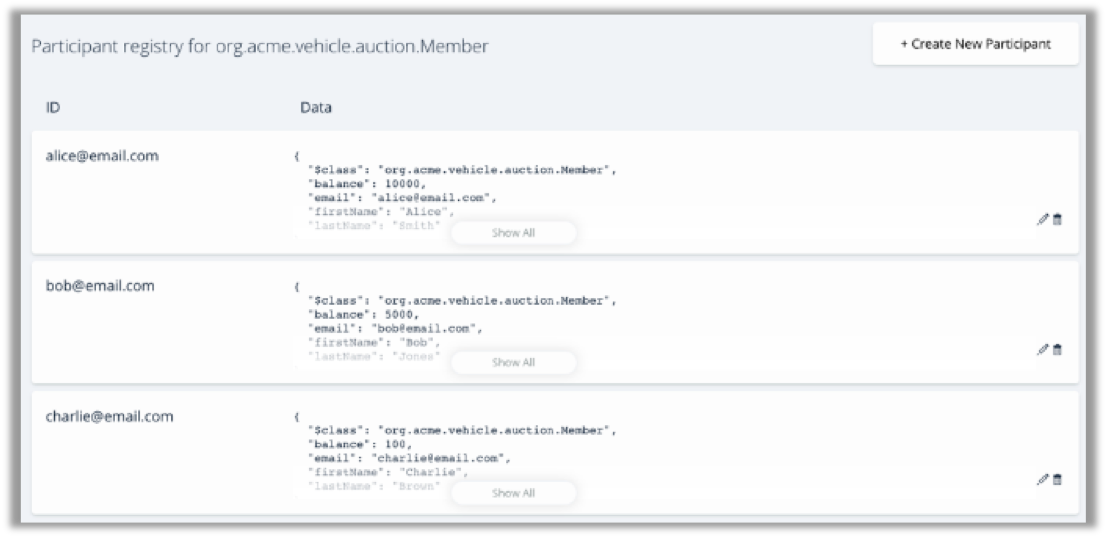 Participant registry for org.acme.vehicle.auction.Member
+ Create New Participant
ID Data
alice@email.com
{
"$class": "org.acme.vehicle.auction.Member",
"balance": 10000,
"email": "alice@email.com",
"firstName": "Alice",
"lastName": "Smith"
Show All
bob@email.com
{
"$class": "org.acme.vehicle.auction.Member",
"balance": 5000,
"email": "bob@email.com",
"firstName": "Bob",
"lastName": "Jones"
Show All
charlie@email.com
{
"$class": "org.acme.vehicle.auction.Member",
"balance": 100,
"email": "charlie@email.com",
"firstName": "Charlie",
"lastName": "Brown"
Show All